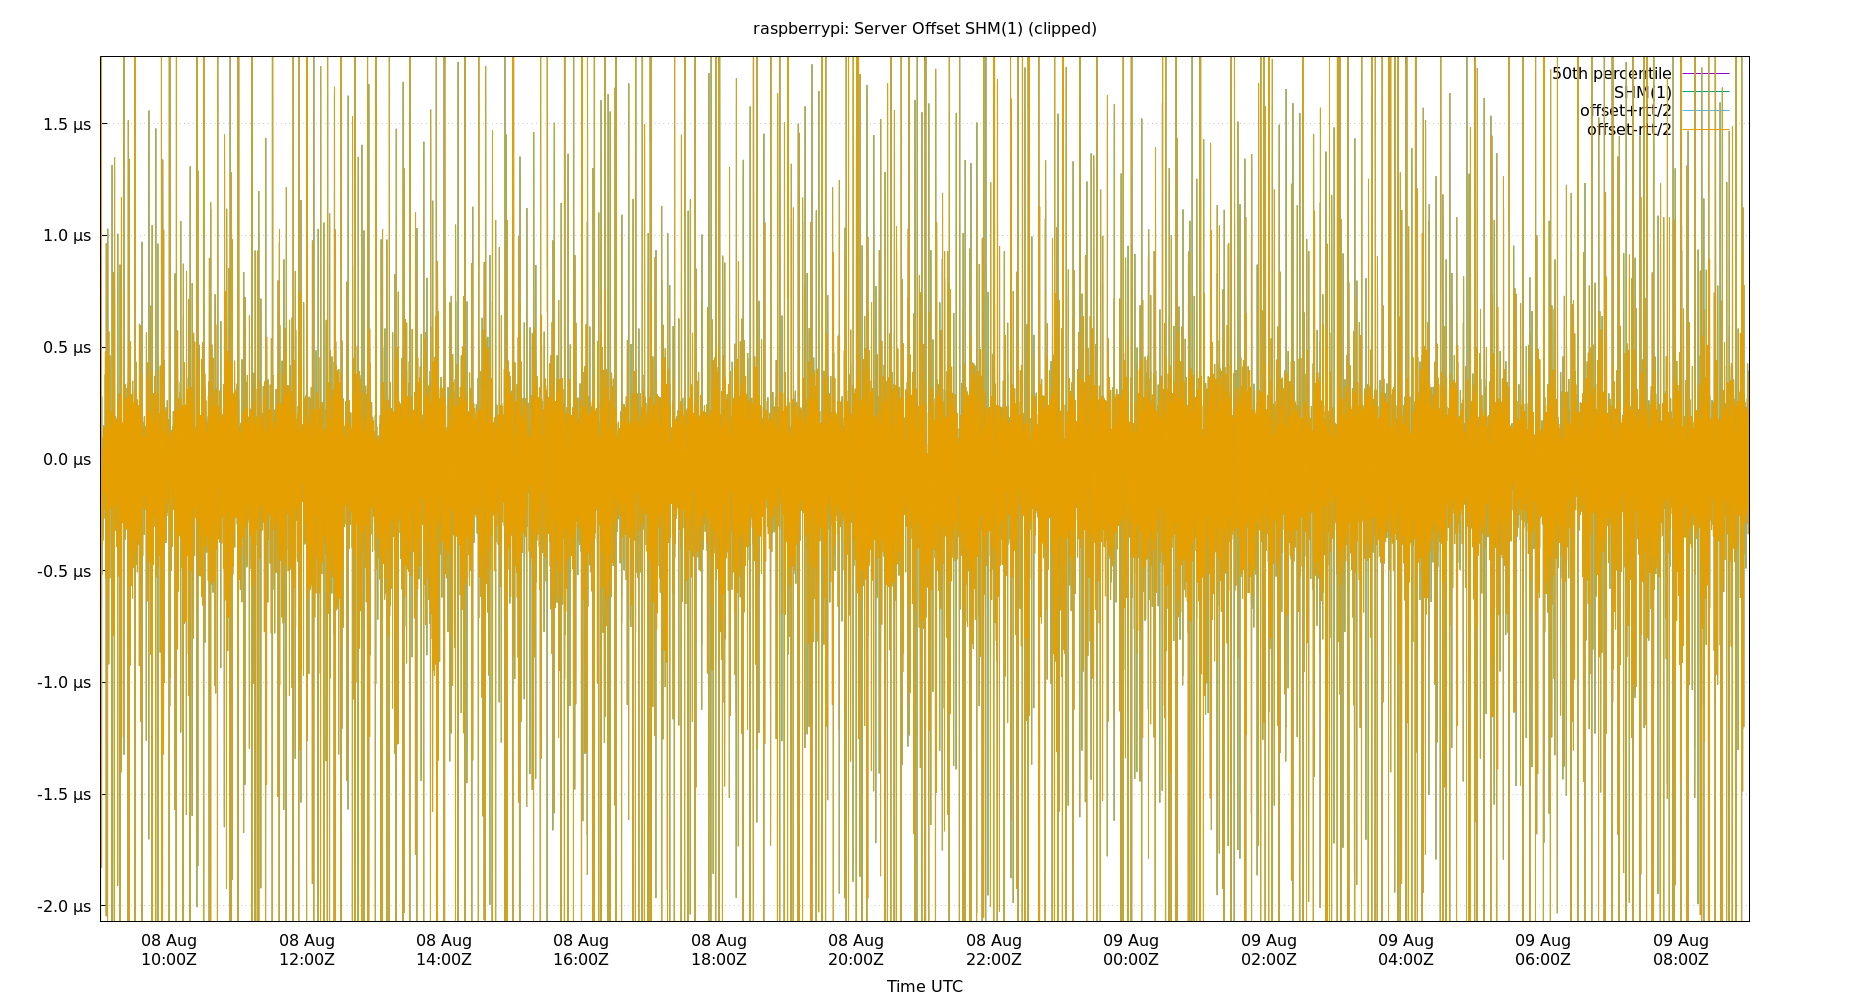 raspberrypi: Server Offset SHM(1) (clipped)
50th percentile
SHM(1)
offset+rtt/2
offset-rtt/2
1.5 µs
1.0 µs
0.5 µs
0.0 µs
-0.5 µs
-1.0 µs
-1.5 µs
-2.0 µs
08 Aug 08 Aug 08 Aug 08 Aug 08 Aug 08 Aug 08 Aug 09 Aug 09 Aug 09 Aug 09 Aug 09 Aug
10:00Z 12:00Z 14:00Z 16:00Z 18:00Z 20:00Z 22:00Z 00:00Z 02:00Z 04:00Z 06:00Z 08:00Z
Time UTC